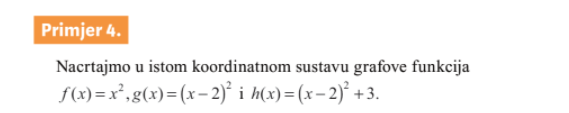 Primjer 4.
Nacrtajmo u istom koordinatnom sustavu grafove funkcija
f(x)=x²,g(x)=(x−2)² i h(x)=(x−2)²+3.